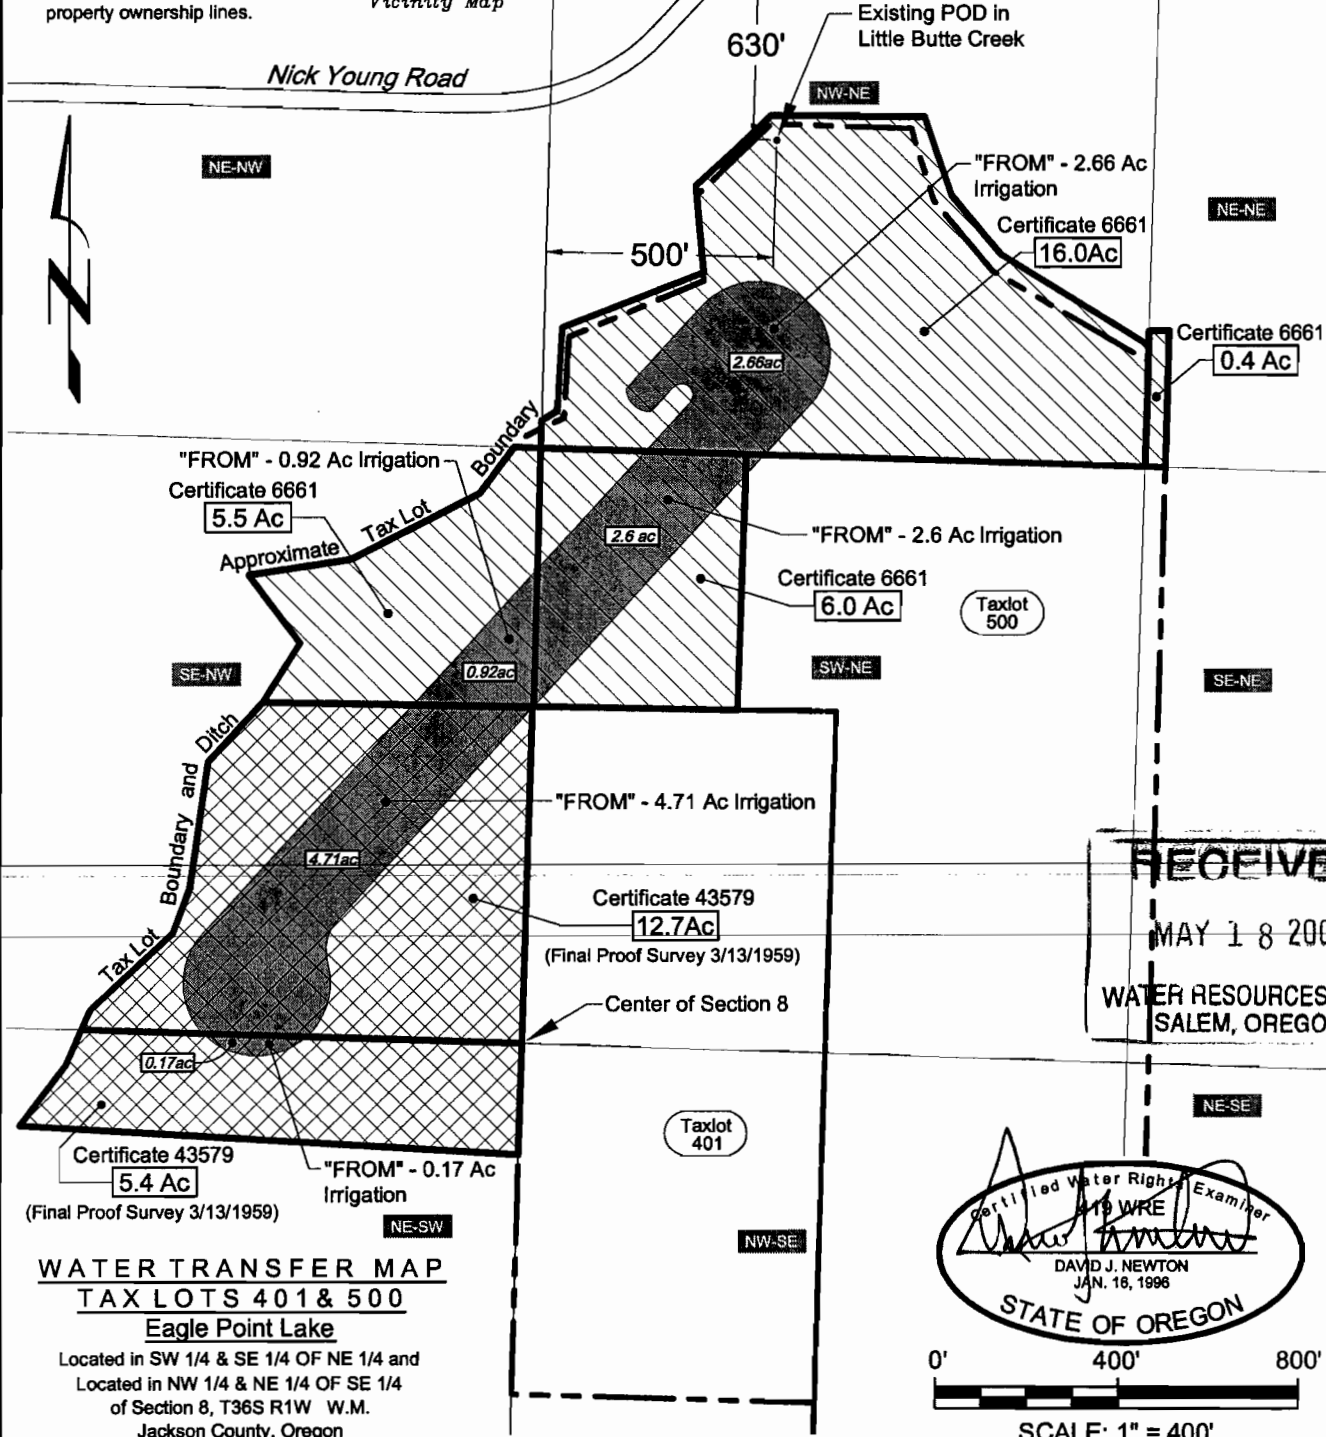 property ownership lines.
Vicinity Map
Existing POD in
Little Butte Creek
630'
Nick Young Road
NW-NE
NE-NW
"FROM" - 2.66 Ac
Irrigation
NE-NE
Certificate 6661
16.0Ac
500'
Certificate 6661
0.4 Ac
2.66ac
Boundary
Tax Lot
Approximate
"FROM" - 0.92 Ac Irrigation
Certificate 6661
5.5 Ac
2.6 ac
"FROM" - 2.6 Ac Irrigation
Certificate 6661
6.0 Ac
Taxlot
500
SE-NW
0.92ac
SW-NE
SE-NE
Tax Lot Boundary and Ditch
"FROM" - 4.71 Ac Irrigation
4.71ac
Certificate 43579
12.7Ac
(Final Proof Survey 3/13/1959)
RECEIVE
MAY 18 200
WATER RESOURCES
SALEM, OREGO
Center of Section 8
0.17ac
NE-SE
Taxlot
401
Certificate 43579
5.4 Ac
(Final Proof Survey 3/13/1959)
"FROM" - 0.17 Ac
Irrigation
NE-SW
NW-SE
Certified Water Rights Examiner
WRE
DAVID J. NEWTON
JAN. 16, 1996
STATE OF OREGON
WATER TRANSFER MAP
TAX LOTS 401 & 500
Eagle Point Lake
Located in SW 1/4 & SE 1/4 OF NE 1/4 and
Located in NW 1/4 & NE 1/4 OF SE 1/4
of Section 8, T36S R1W W.M.
Jackson County, Oregon
0' 400' 800'
SCALE: 1" = 400'